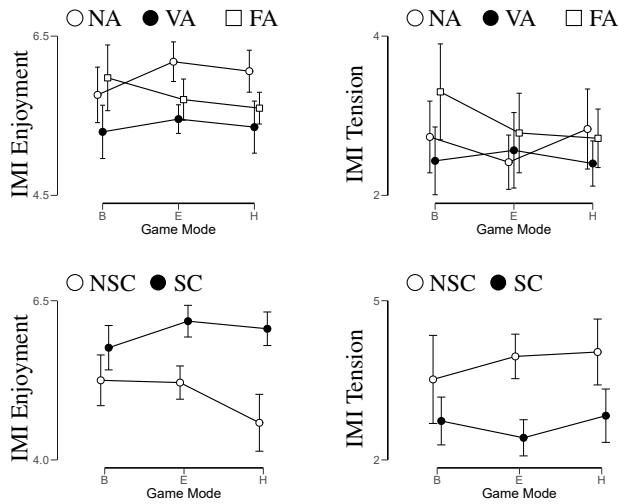 NA VA FA
6.5
IMI Enjoyment
4.5
B E H
Game Mode
NA VA FA
4
IMI Tension
2
B E H
Game Mode
NSC SC
6.5
IMI Enjoyment
4.0
B E H
Game Mode
NSC SC
5
IMI Tension
2
B E H
Game Mode